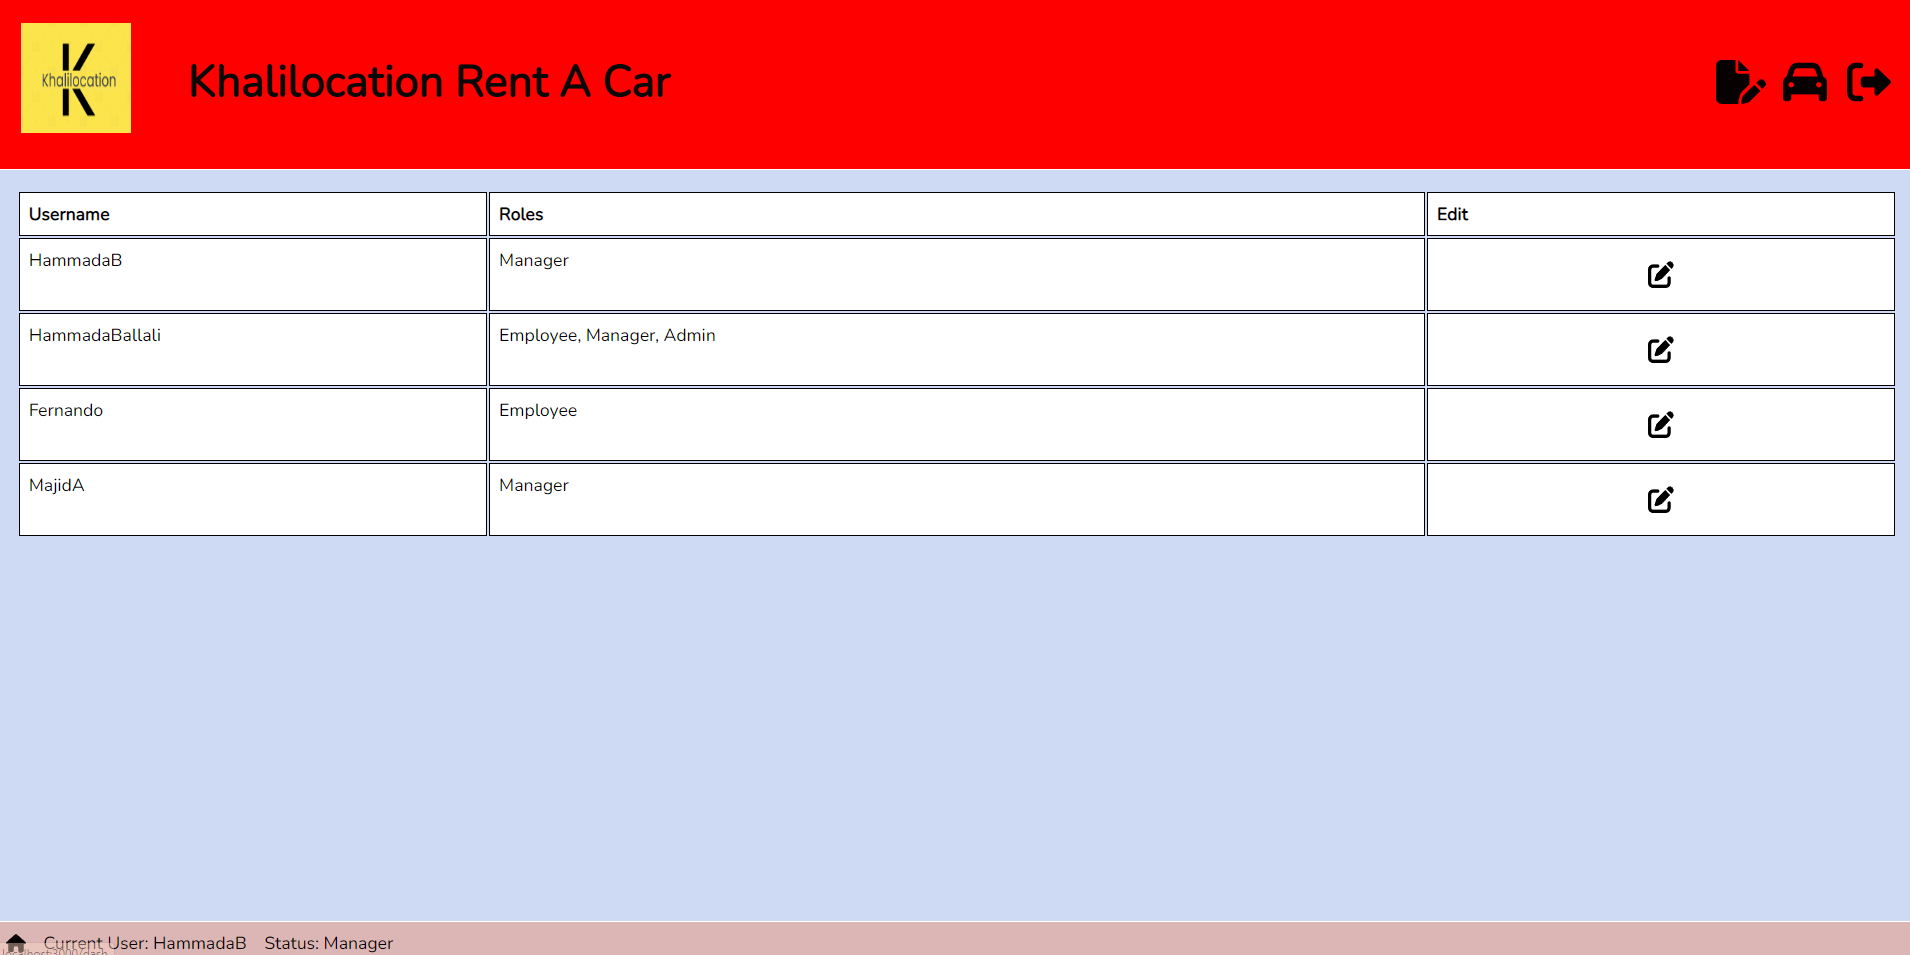 Khalilocation
Khalilocation Rent A Car
Username Roles Edit
HammadaB Manager
HammadaBallali Employee, Manager, Admin
Fernando Employee
MajidA Manager
Current User: HammadaB Status: Manager
localhost:3000/dash